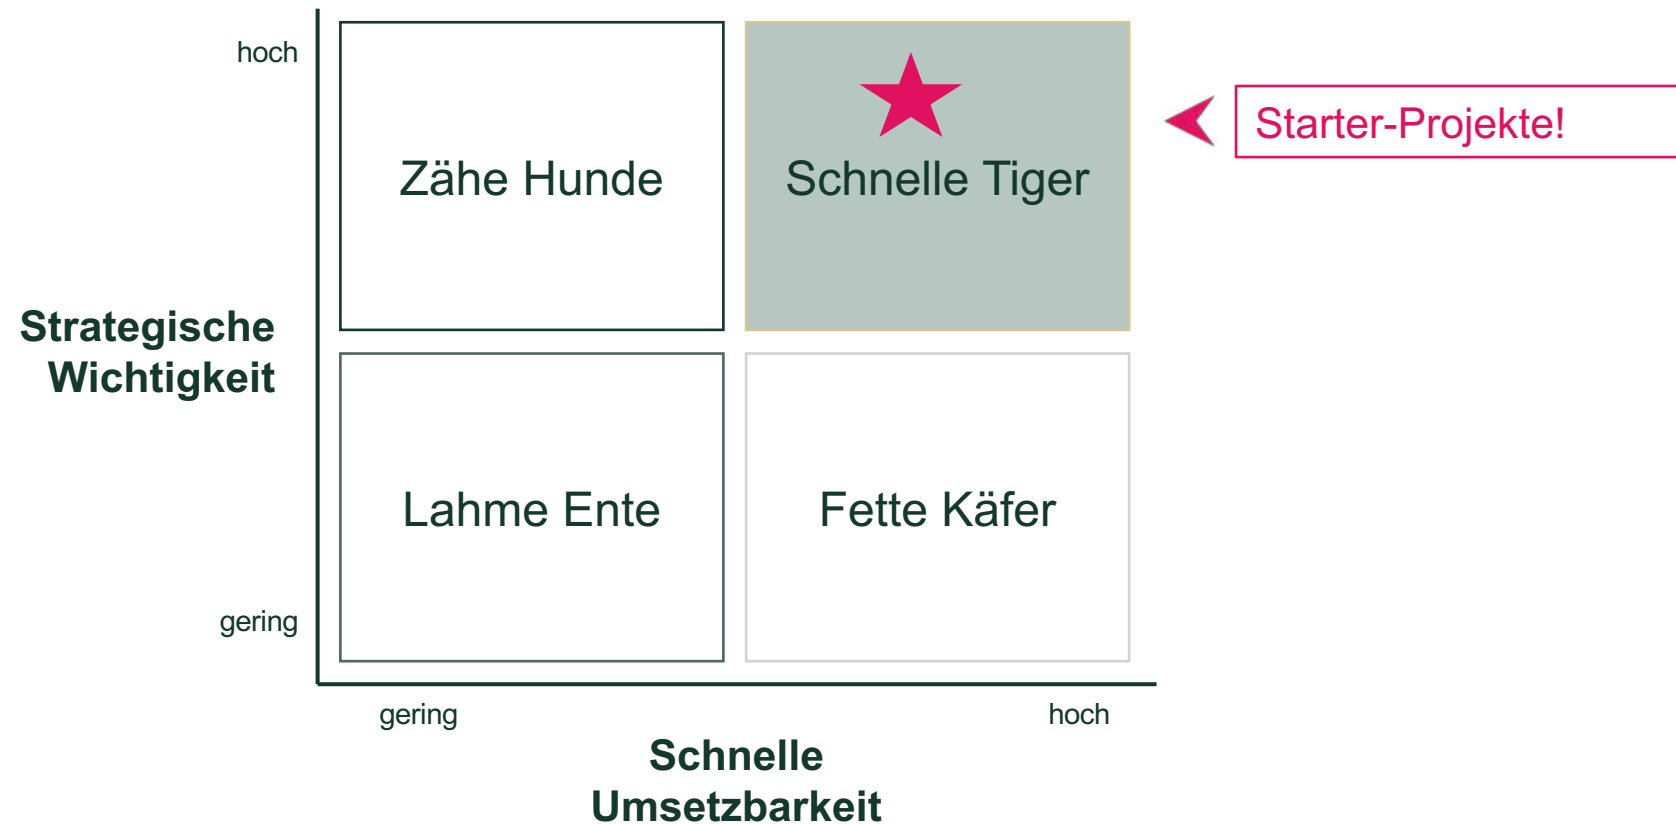 hoch
Starter-Projekte!
Zähe Hunde
Schnelle Tiger
Strategische
Wichtigkeit
Lahme Ente
Fette Käfer
gering
gering
hoch
Schnelle
Umsetzbarkeit